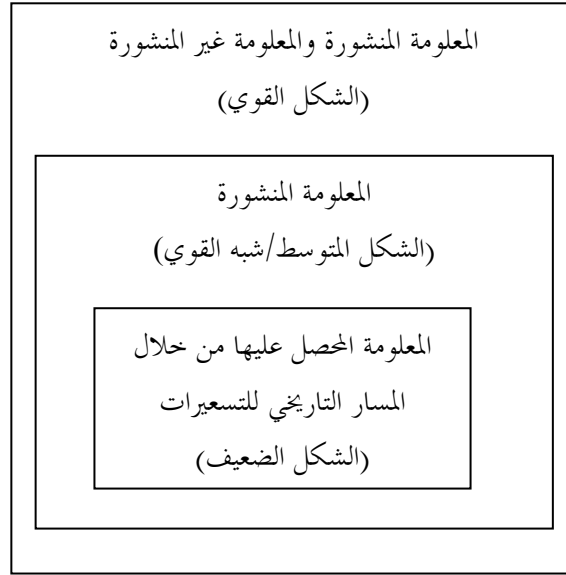 المعلومة المنشورة والمعلومة غير المنشورة
(الشكل القوي)
المعلومة المنشورة
(الشكل المتوسط/شبه القوي)
المعلومة المحصل عليها من خلال
المسار التاريخي للتسعيرات
(الشكل الضعيف)